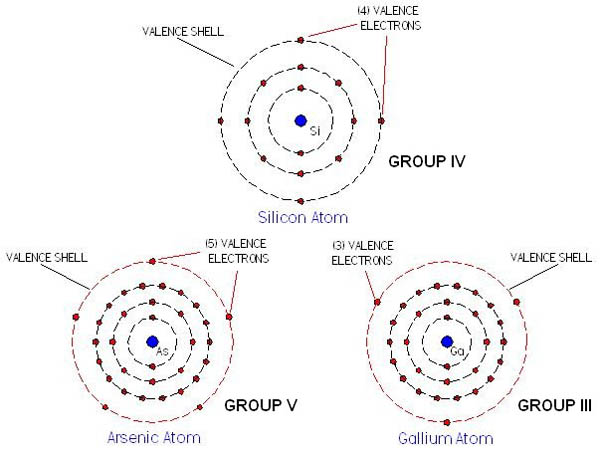 (4) VALENCE
ELECTRONS
VALENCE SHELL
Si
GROUP IV
Silicon Atom
(5) VALENCE
ELECTRONS
VALENCE SHELL
As
GROUP V
Arsenic Atom
(3) VALENCE
ELECTRONS
VALENCE SHELL
Ga
GROUP III
Gallium Atom